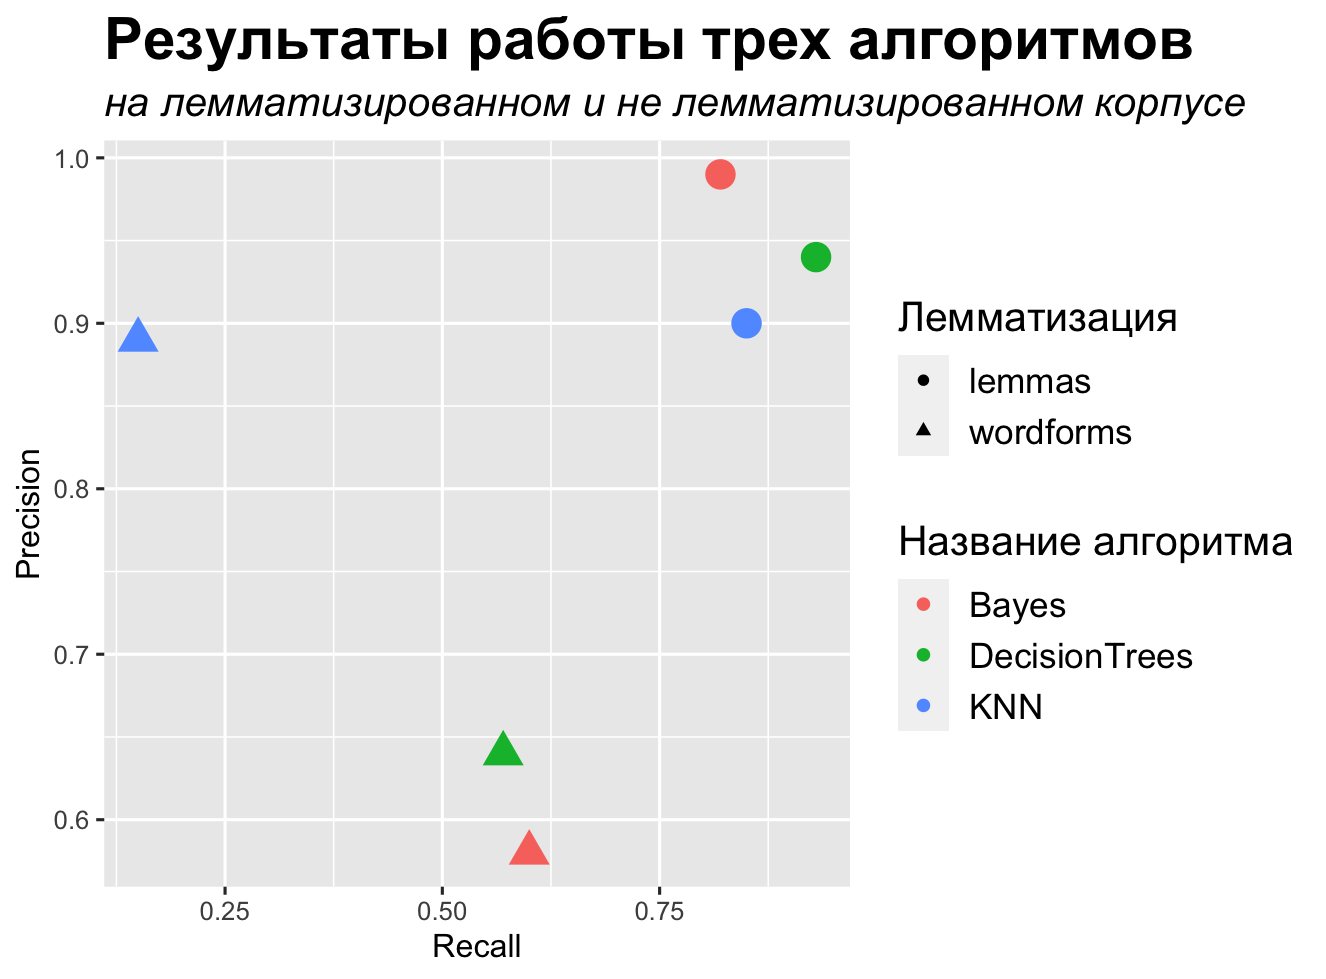 Результаты работы трех алгоритмов
на лемматизированном и не лемматизированном корпусе
1.0
0.9
0.8
0.7
0.6
Precision
0.25 0.50 0.75
Recall
Лемматизация
lemmas
wordforms
Название алгоритма
Bayes
DecisionTrees
KNN